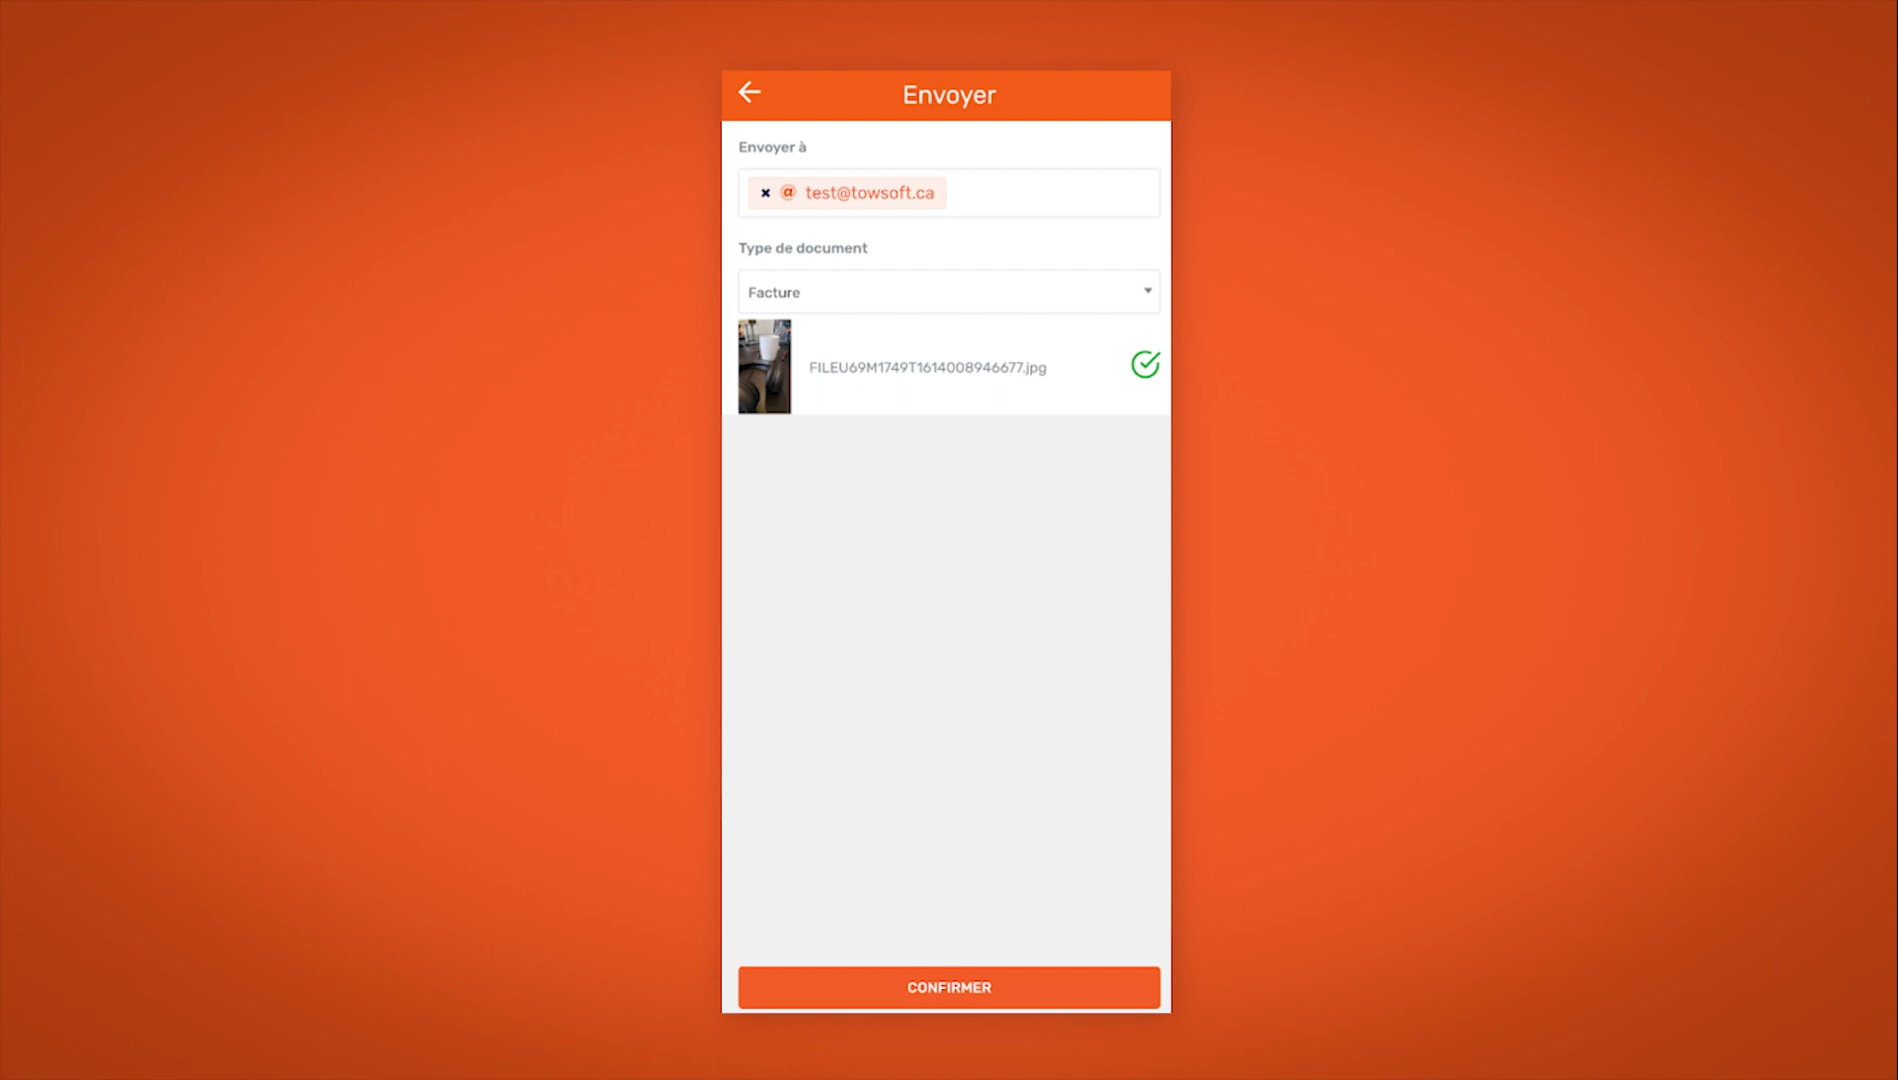 Envoyer
Envoyer à
× @ test@towsoft.ca
Type de document
Facture
FILEU69M1749T1614008946677.jpg
CONFIRMER